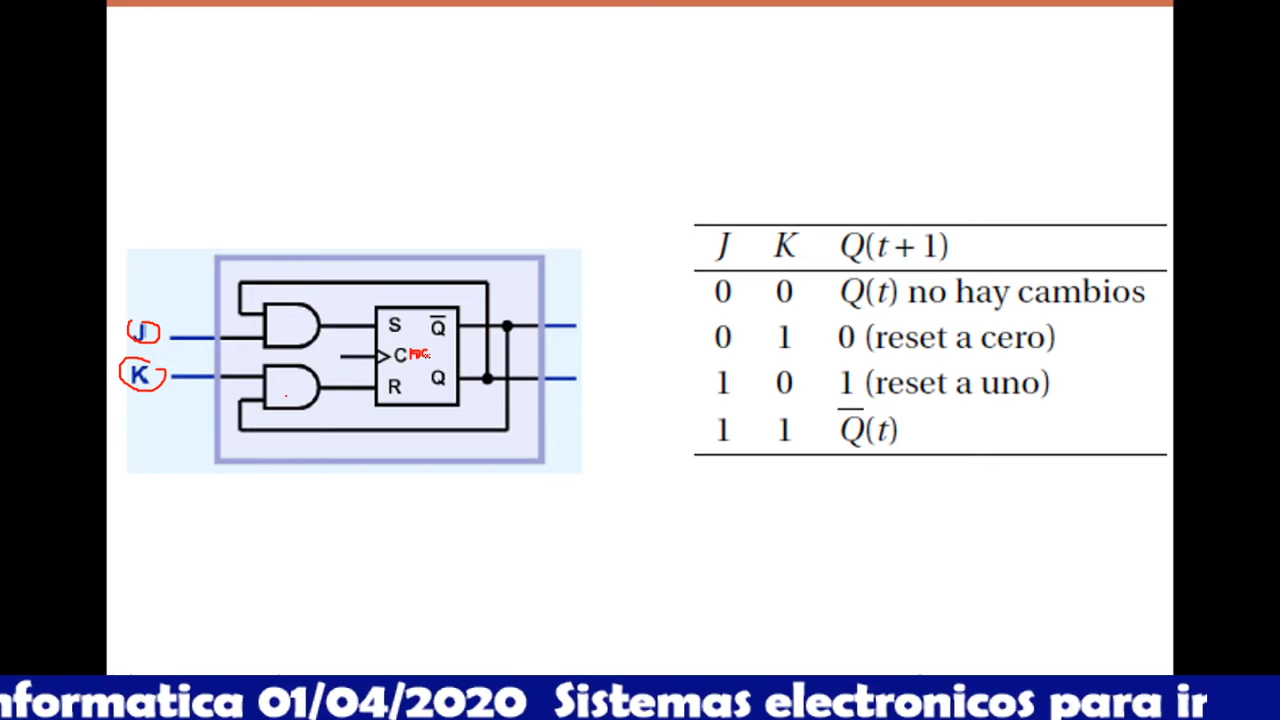 J
K
S
Q̅
C
R
Q
J K Q(t + 1)
0 0 Q(t) no hay cambios
0 1 0 (reset a cero)
1 0 1 (reset a uno)
1 1 Q̅(t)
nformatica 01/04/2020 Sistemas electronicos para in